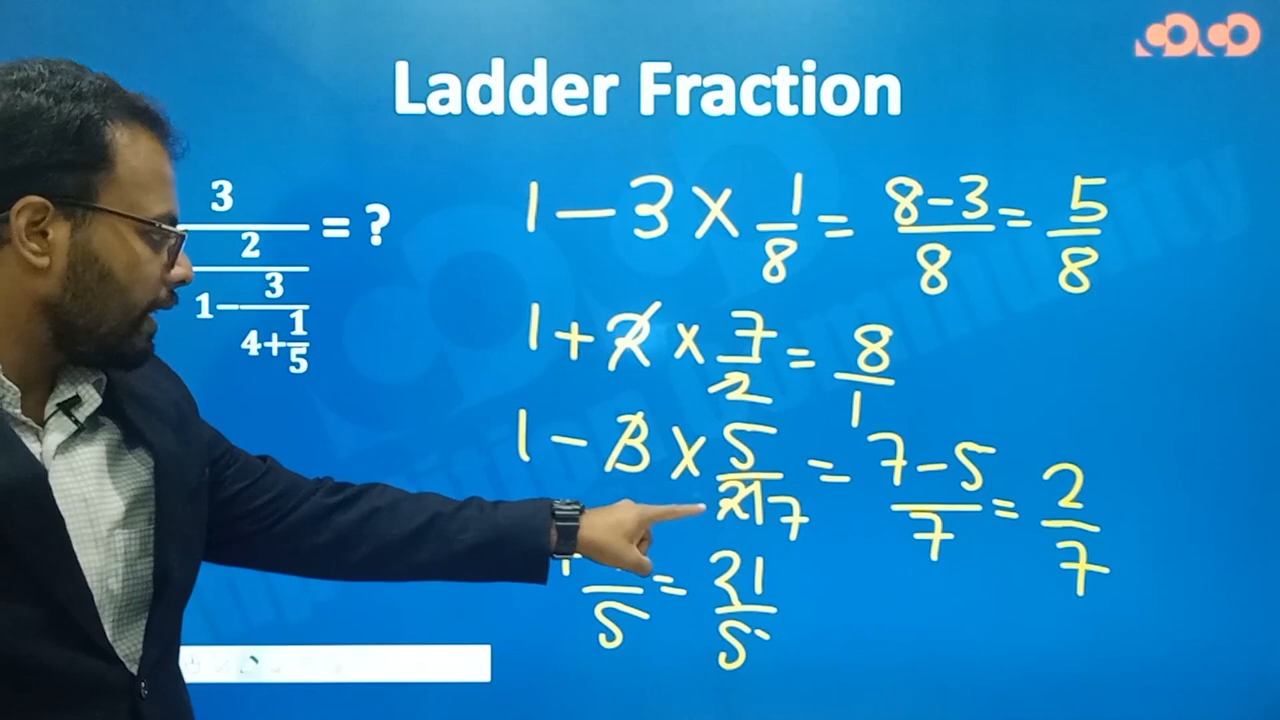 Ladder Fraction
3
2
1−
3
4+
1
5
= ?
1 − 3 × 1/8 = 8−3/8 = 5/8
1 + 2 × 7/2 = 8/1
1 − 3 × 5/21 7 = 7−5/7 = 2/7
5 = 21/5